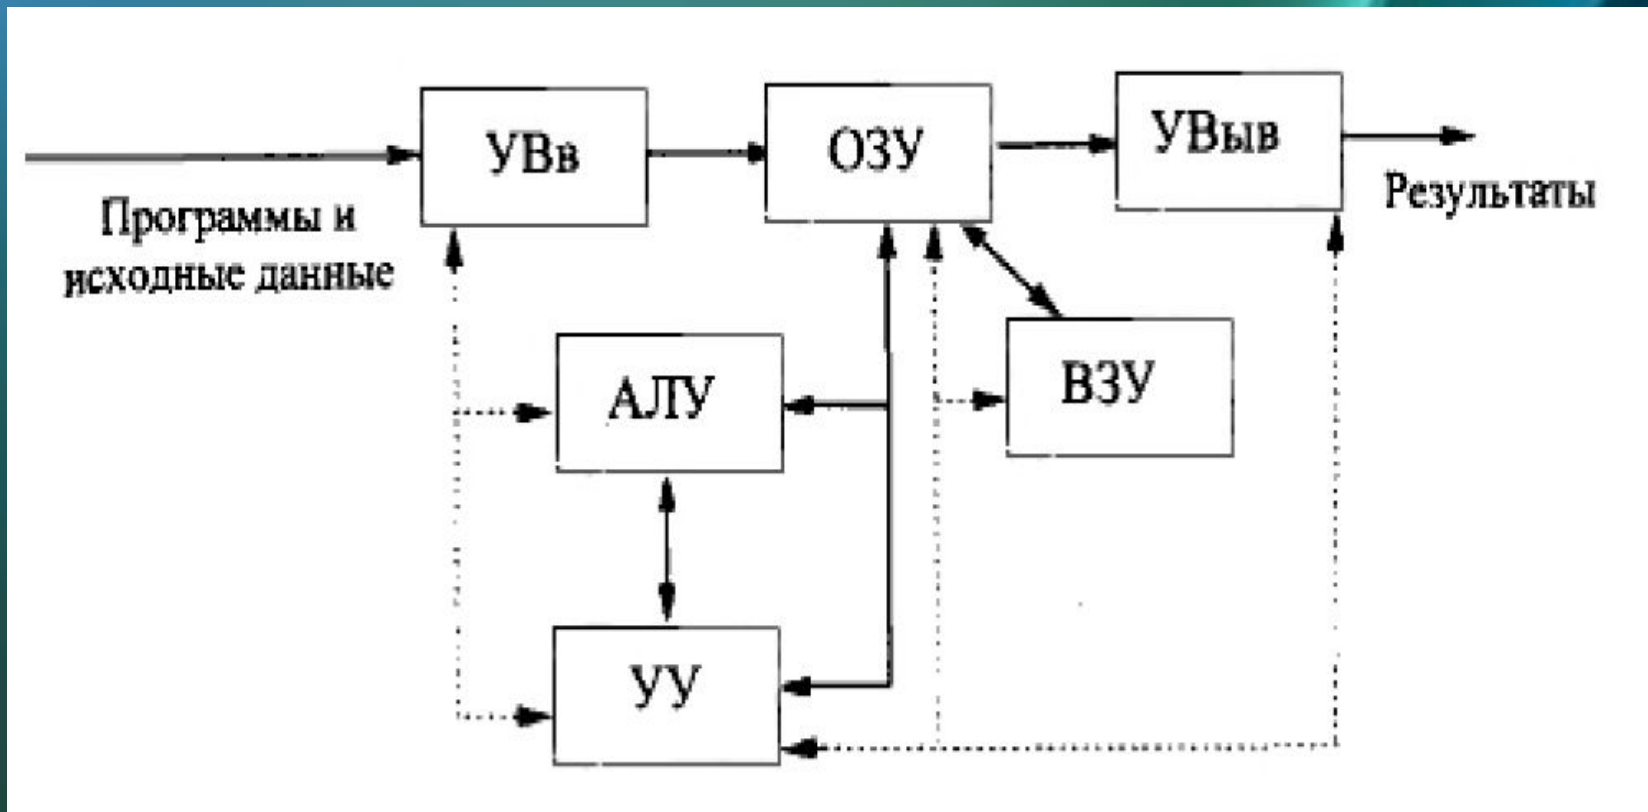 УВв
ОЗУ
УВыв
Программы и
исходные данные
Результаты
АЛУ
ВЗУ
УУ